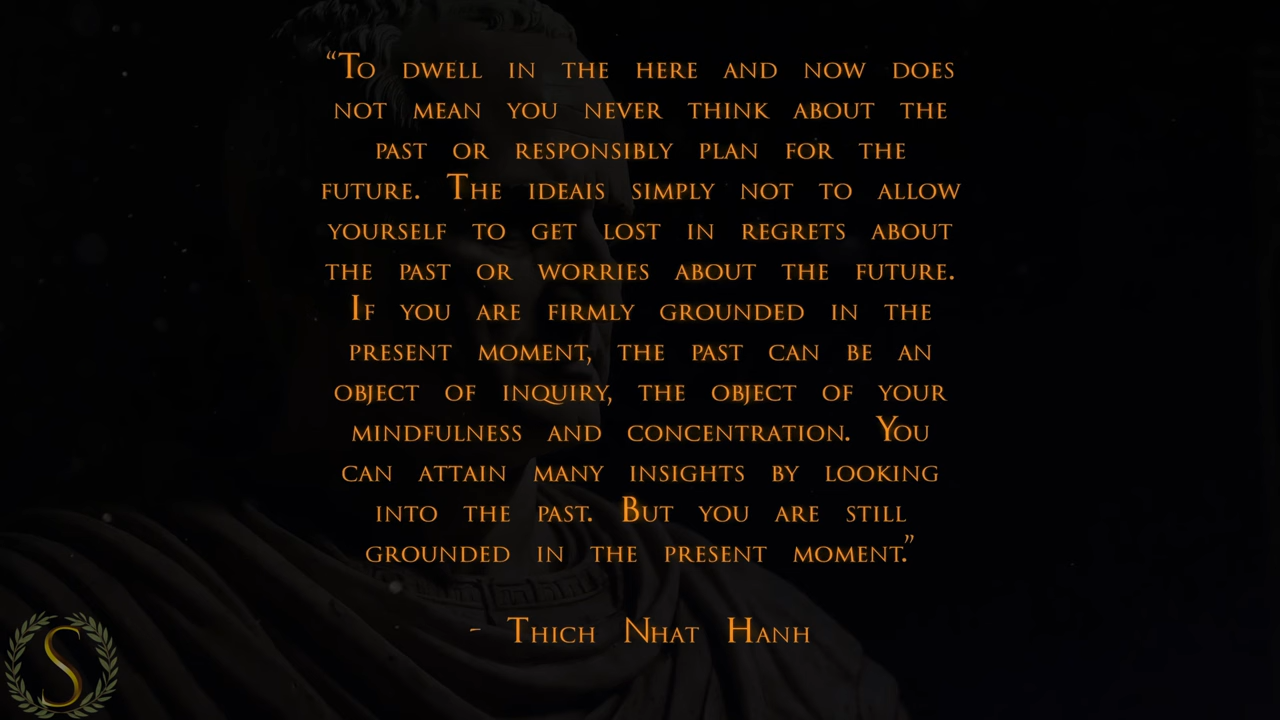 “To dwell in the here and now does
not mean you never think about the
past or responsibly plan for the
future. The ideais simply not to allow
yourself to get lost in regrets about
the past or worries about the future.
If you are firmly grounded in the
present moment, the past can be an
object of inquiry, the object of your
mindfulness and concentration. You
can attain many insights by looking
into the past. But you are still
grounded in the present moment.”
- Thich Nhat Hanh
S